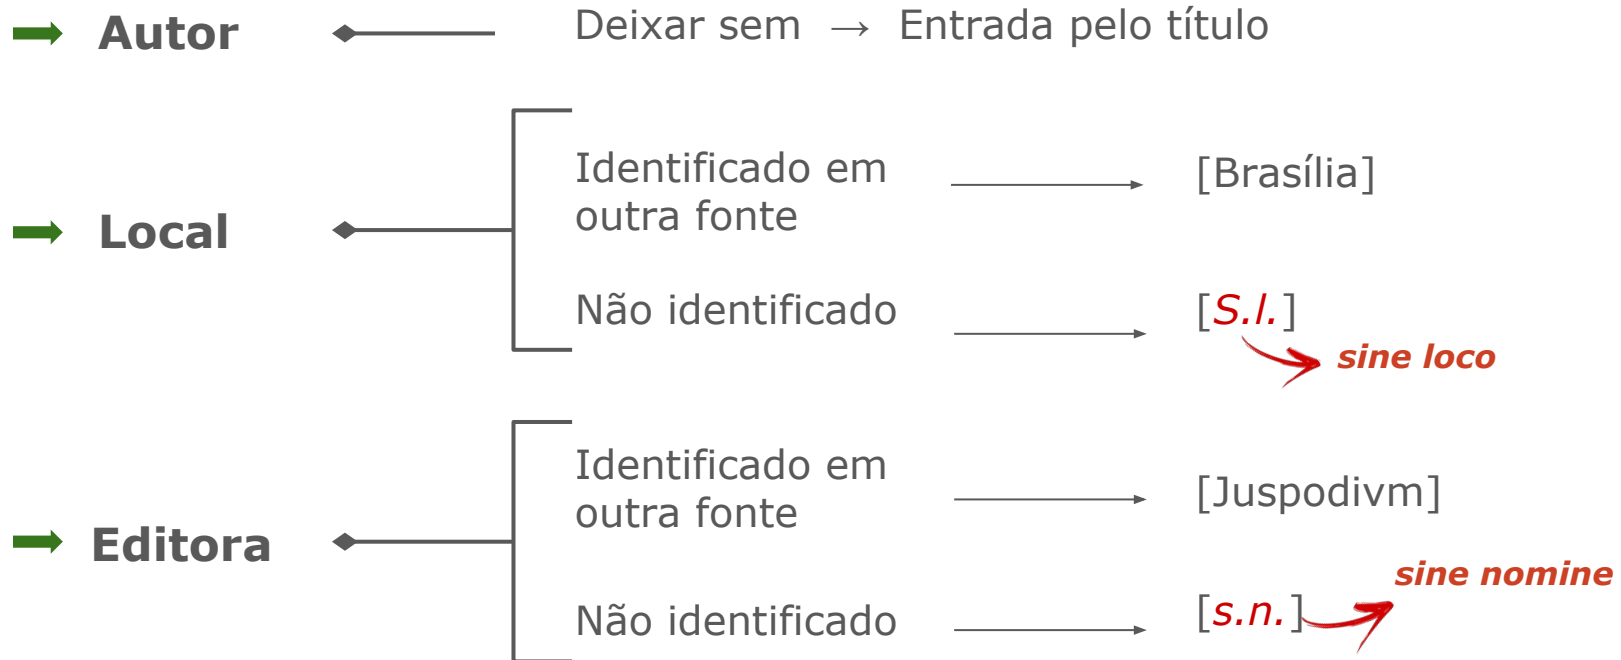 Autor Deixar sem → Entrada pelo título
Identificado em
outra fonte
[Brasília]
Local
Não identificado
[S.l.]
sine loco
Identificado em
outra fonte
[Juspodivm]
Editora
sine nomine
Não identificado
[s.n.]